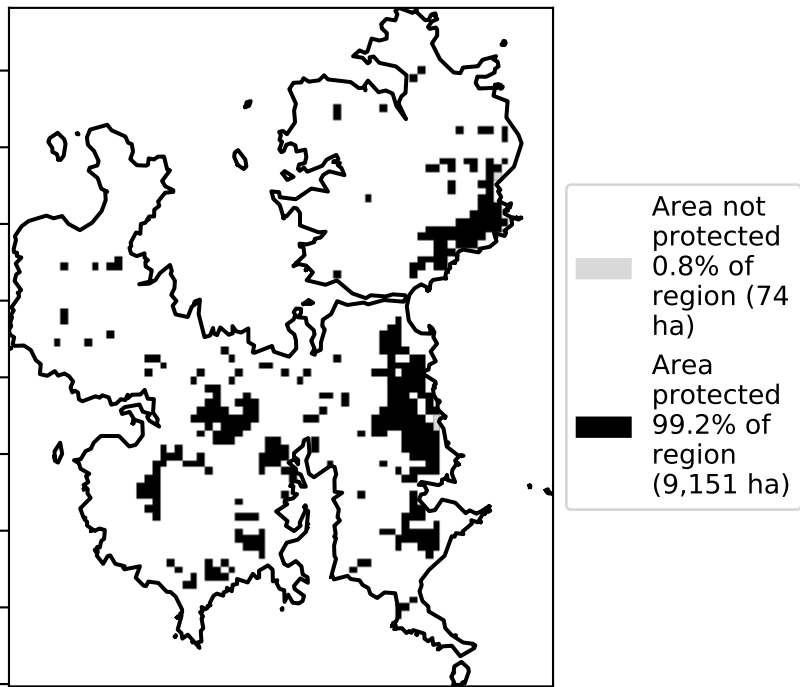 Area not
protected
0.8% of
region (74
ha)
Area
protected
99.2% of
region
(9,151 ha)